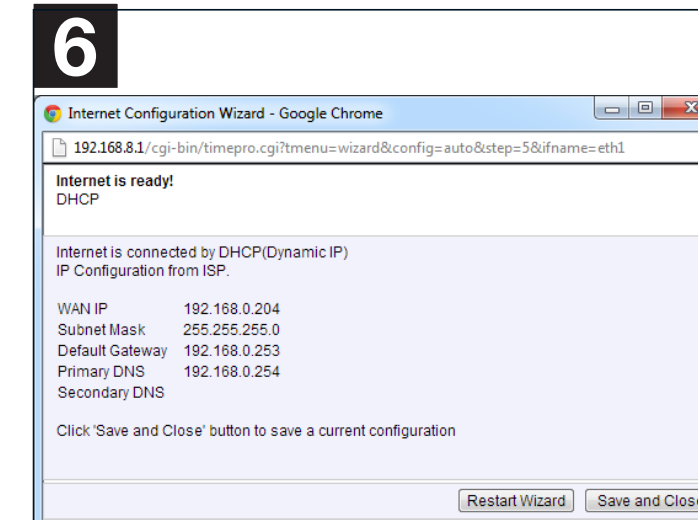 6
Internet Configuration Wizard - Google Chrome
192.168.8.1/cgi-bin/timepro.cgi?tmenu=wizard&config=auto&step=5&ifname=eth1
Internet is ready!
DHCP
Internet is connected by DHCP(Dynamic IP)
IP Configuration from ISP.
WAN IP 192.168.0.204
Subnet Mask 255.255.255.0
Default Gateway 192.168.0.253
Primary DNS 192.168.0.254
Secondary DNS
Click 'Save and Close' button to save a current configuration
Restart Wizard Save and Close